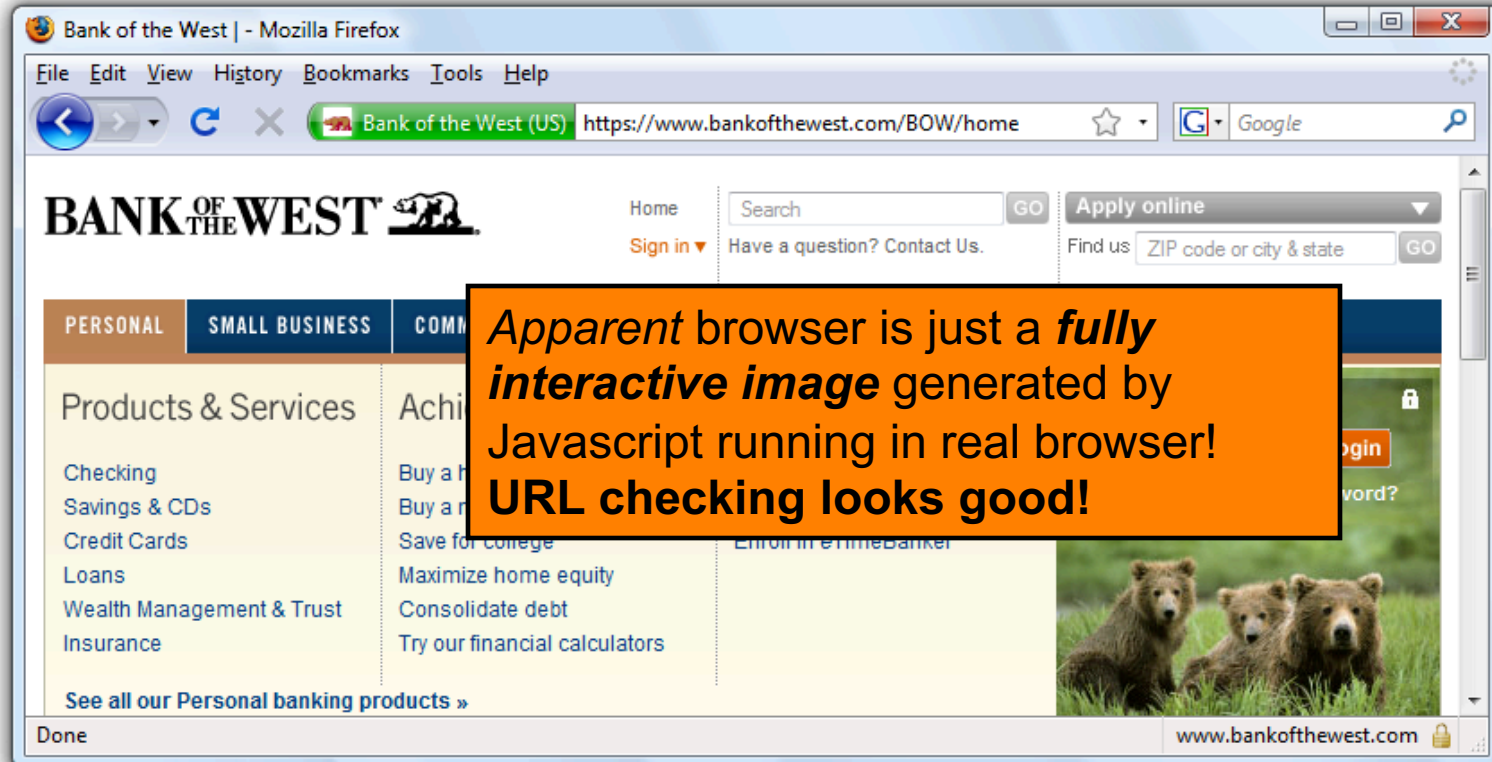 Bank of the West | - Mozilla Firefox
File Edit View History Bookmarks Tools Help
Bank of the West (US) https://www.bankofthewest.com/BOW/home G Google
BANK OF THE WEST
Home Search GO Apply online
Sign in Have a question? Contact Us. Find us ZIP code or city & state GO
PERSONAL SMALL BUSINESS
Apparent browser is just a fully
interactive image generated by
Javascript running in real browser!
URL checking looks good!
Products & Services
Checking
Savings & CDs
Credit Cards
Loans
Wealth Management & Trust
Insurance
See all our Personal banking products »
Buy a
Buy a
Save for college
Maximize home equity
Consolidate debt
Try our financial calculators
Enroll in eTimeBanker
Done www.bankofthewest.com